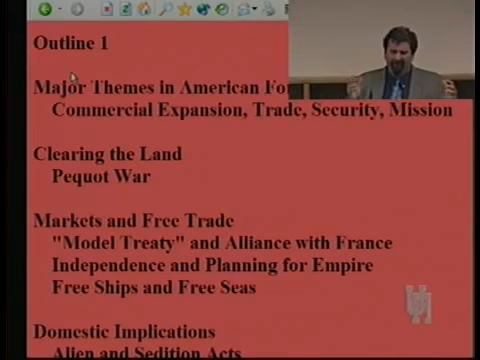 Outline 1
Major Themes in American Fo
Commercial Expansion, Trade, Security, Mission
Clearing the Land
Pequot War
Markets and Free Trade
"Model Treaty" and Alliance with France
Independence and Planning for Empire
Free Ships and Free Seas
Domestic Implications
Alien and Sedition Acts